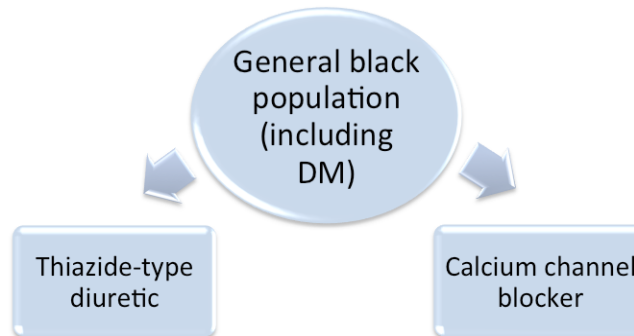 General black
population
(including
DM)
Thiazide-type
diuretic
Calcium channel
blocker